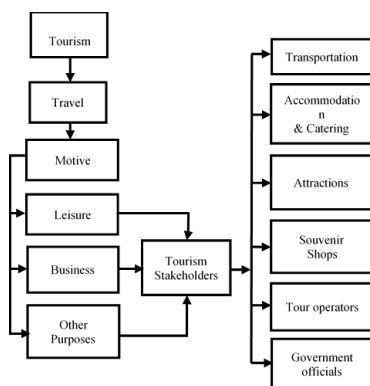 Tourism
Travel
Motive
Leisure
Business
Other
Purposes
Tourism
Stakeholders
Transportation
Accommodatio
n
& Catering
Attractions
Souvenir
Shops
Tour operators
Government
officials